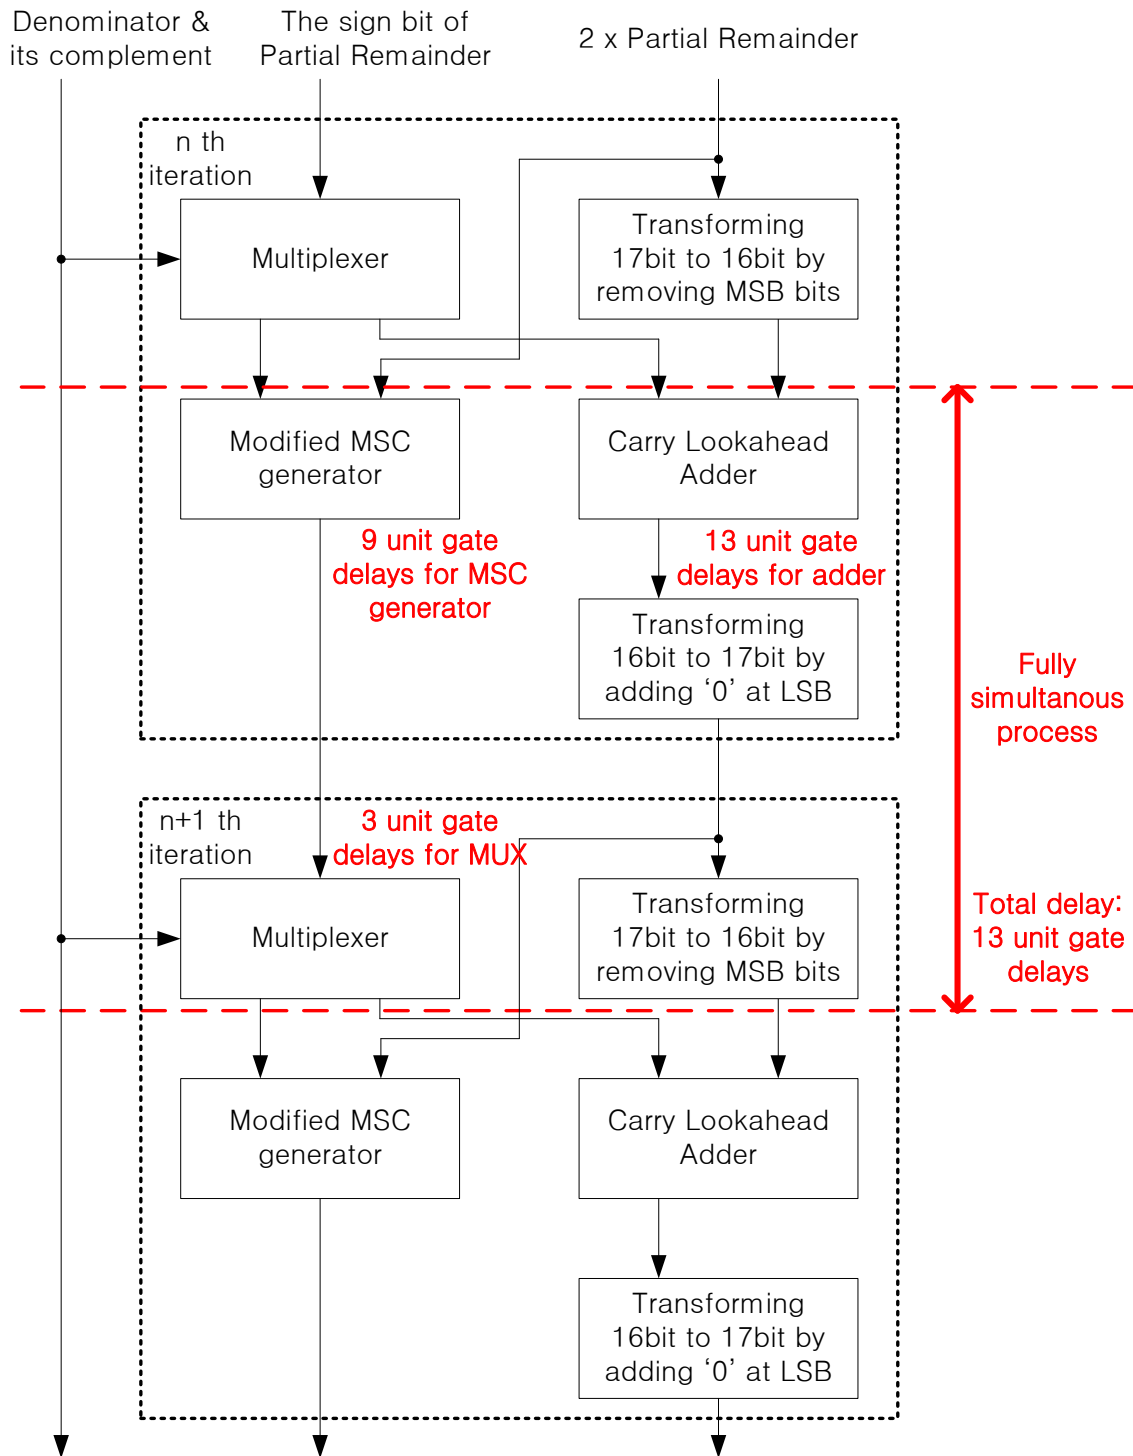 Denominator &
its complement
The sign bit of
Partial Remainder
2 x Partial Remainder
n th
iteration
Multiplexer
Transforming
17bit to 16bit by
removing MSB bits
Modified MSC
generator
Carry Lookahead
Adder
9 unit gate
delays for MSC
generator
13 unit gate
delays for adder
Transforming
16bit to 17bit by
adding ‘0’ at LSB
Fully
simultanous
process
n+1 th
iteration
3 unit gate
delays for MUX
Multiplexer
Transforming
17bit to 16bit by
removing MSB bits
Total delay:
13 unit gate
delays
Modified MSC
generator
Carry Lookahead
Adder
Transforming
16bit to 17bit by
adding ‘0’ at LSB